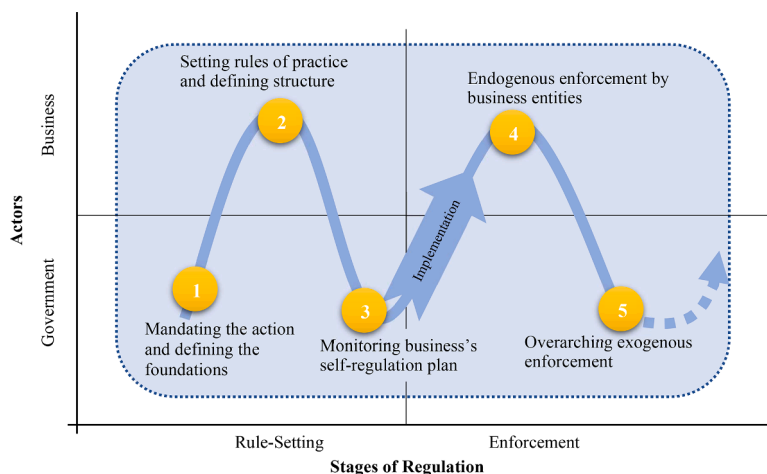 Setting rules of practice
and defining structure
Endogenous enforcement by
business entities
Business
2
4
Actors
Implementation
Government
1
3
5
Mandating the action
and defining the
foundations
Monitoring business's
self-regulation plan
Overarching exogenous
enforcement
Rule-Setting
Enforcement
Stages of Regulation